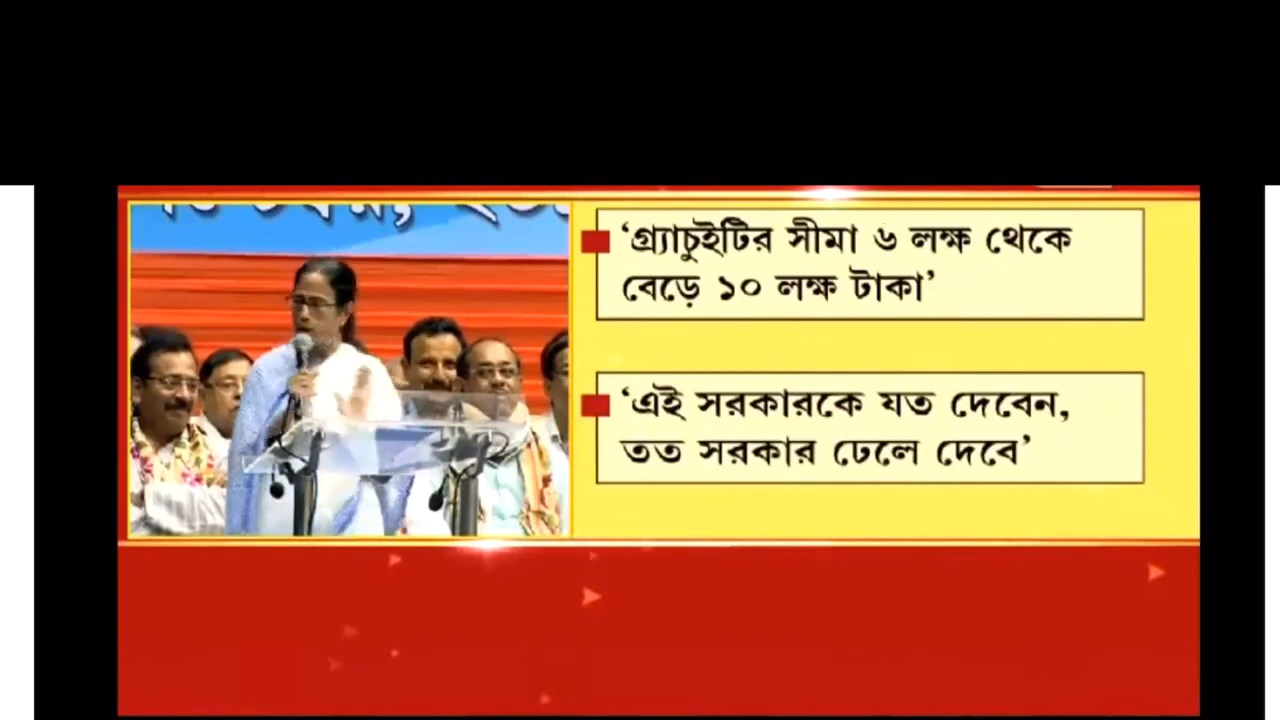 ‘গ্র্যাচুইটির সীমা ৬ লক্ষ থেকে
বেড়ে ১০ লক্ষ টাকা’
‘এই সরকারকে যত দেবেন,
তত সরকার ঢেলে দেবে’